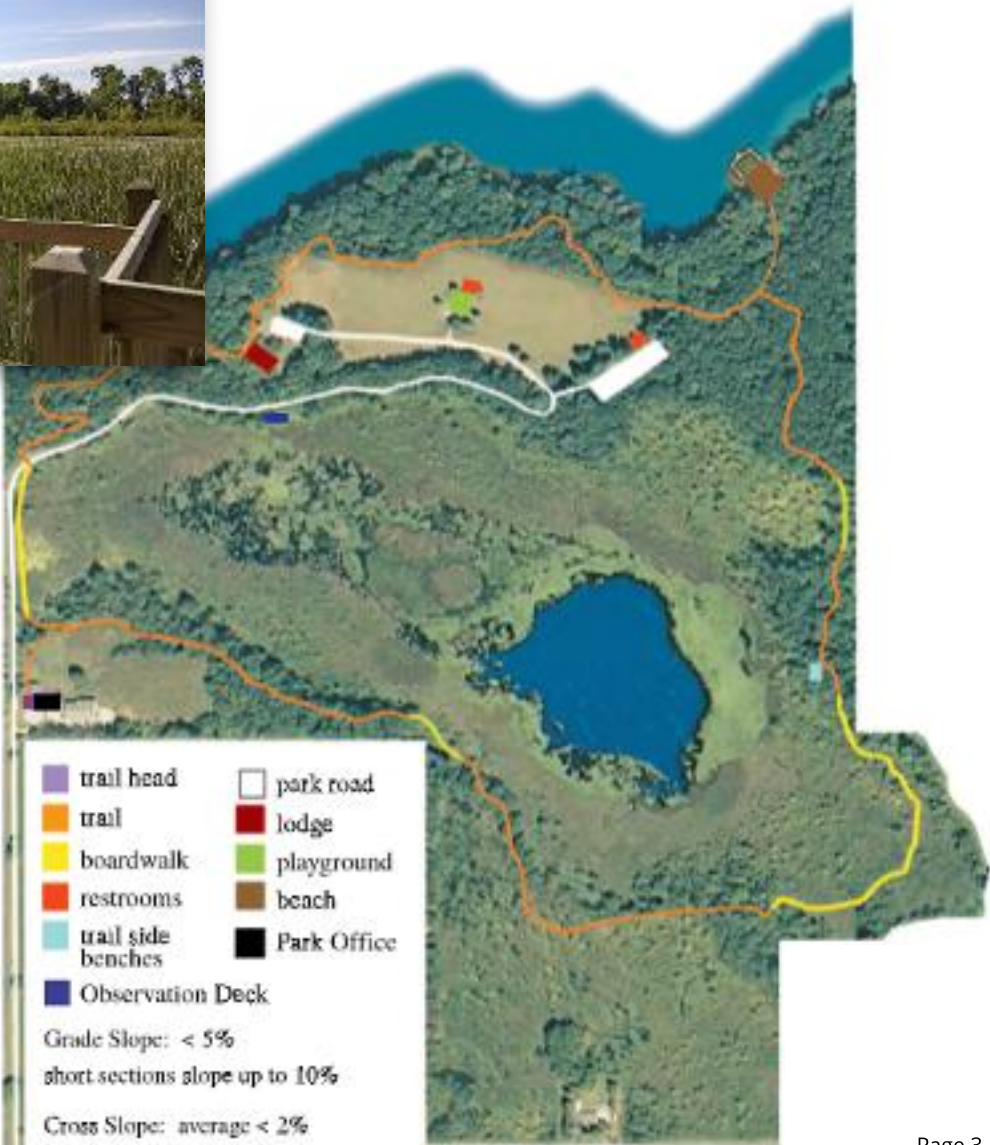 trail head
trail
boardwalk
restrooms
trail side
benches
Observation Deck
park road
lodge
playground
beach
Park Office
Grade Slope: < 5%
short sections slope up to 10%
Cross Slope: average < 2%
Page 3